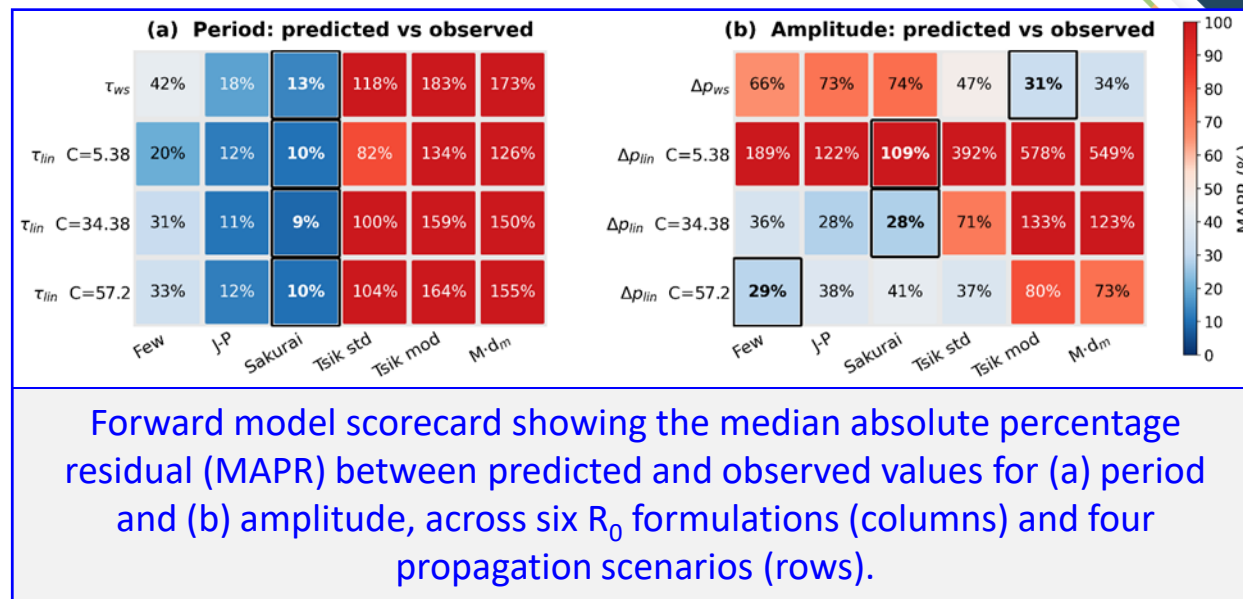 (a) Period: predicted vs observed
τws 42% 18% 13% 118% 183% 173%
τlin C=5.38 20% 12% 10% 82% 134% 126%
τlin C=34.38 31% 11% 9% 100% 159% 150%
τlin C=57.2 33% 12% 10% 104% 164% 155%
Few J-P Sakurai Tsik std Tsik mod M·dm
(b) Amplitude: predicted vs observed
Δpws 66% 73% 74% 47% 31% 34%
Δplin C=5.38 189% 122% 109% 392% 578% 549%
Δplin C=34.38 36% 28% 28% 71% 133% 123%
Δplin C=57.2 29% 38% 41% 37% 80% 73%
Few J-P Sakurai Tsik std Tsik mod M·dm
100
90
80
70
60
50
40
30
20
10
0
MAPR (%)
Forward model scorecard showing the median absolute percentage
residual (MAPR) between predicted and observed values for (a) period
and (b) amplitude, across six R₀ formulations (columns) and four
propagation scenarios (rows).